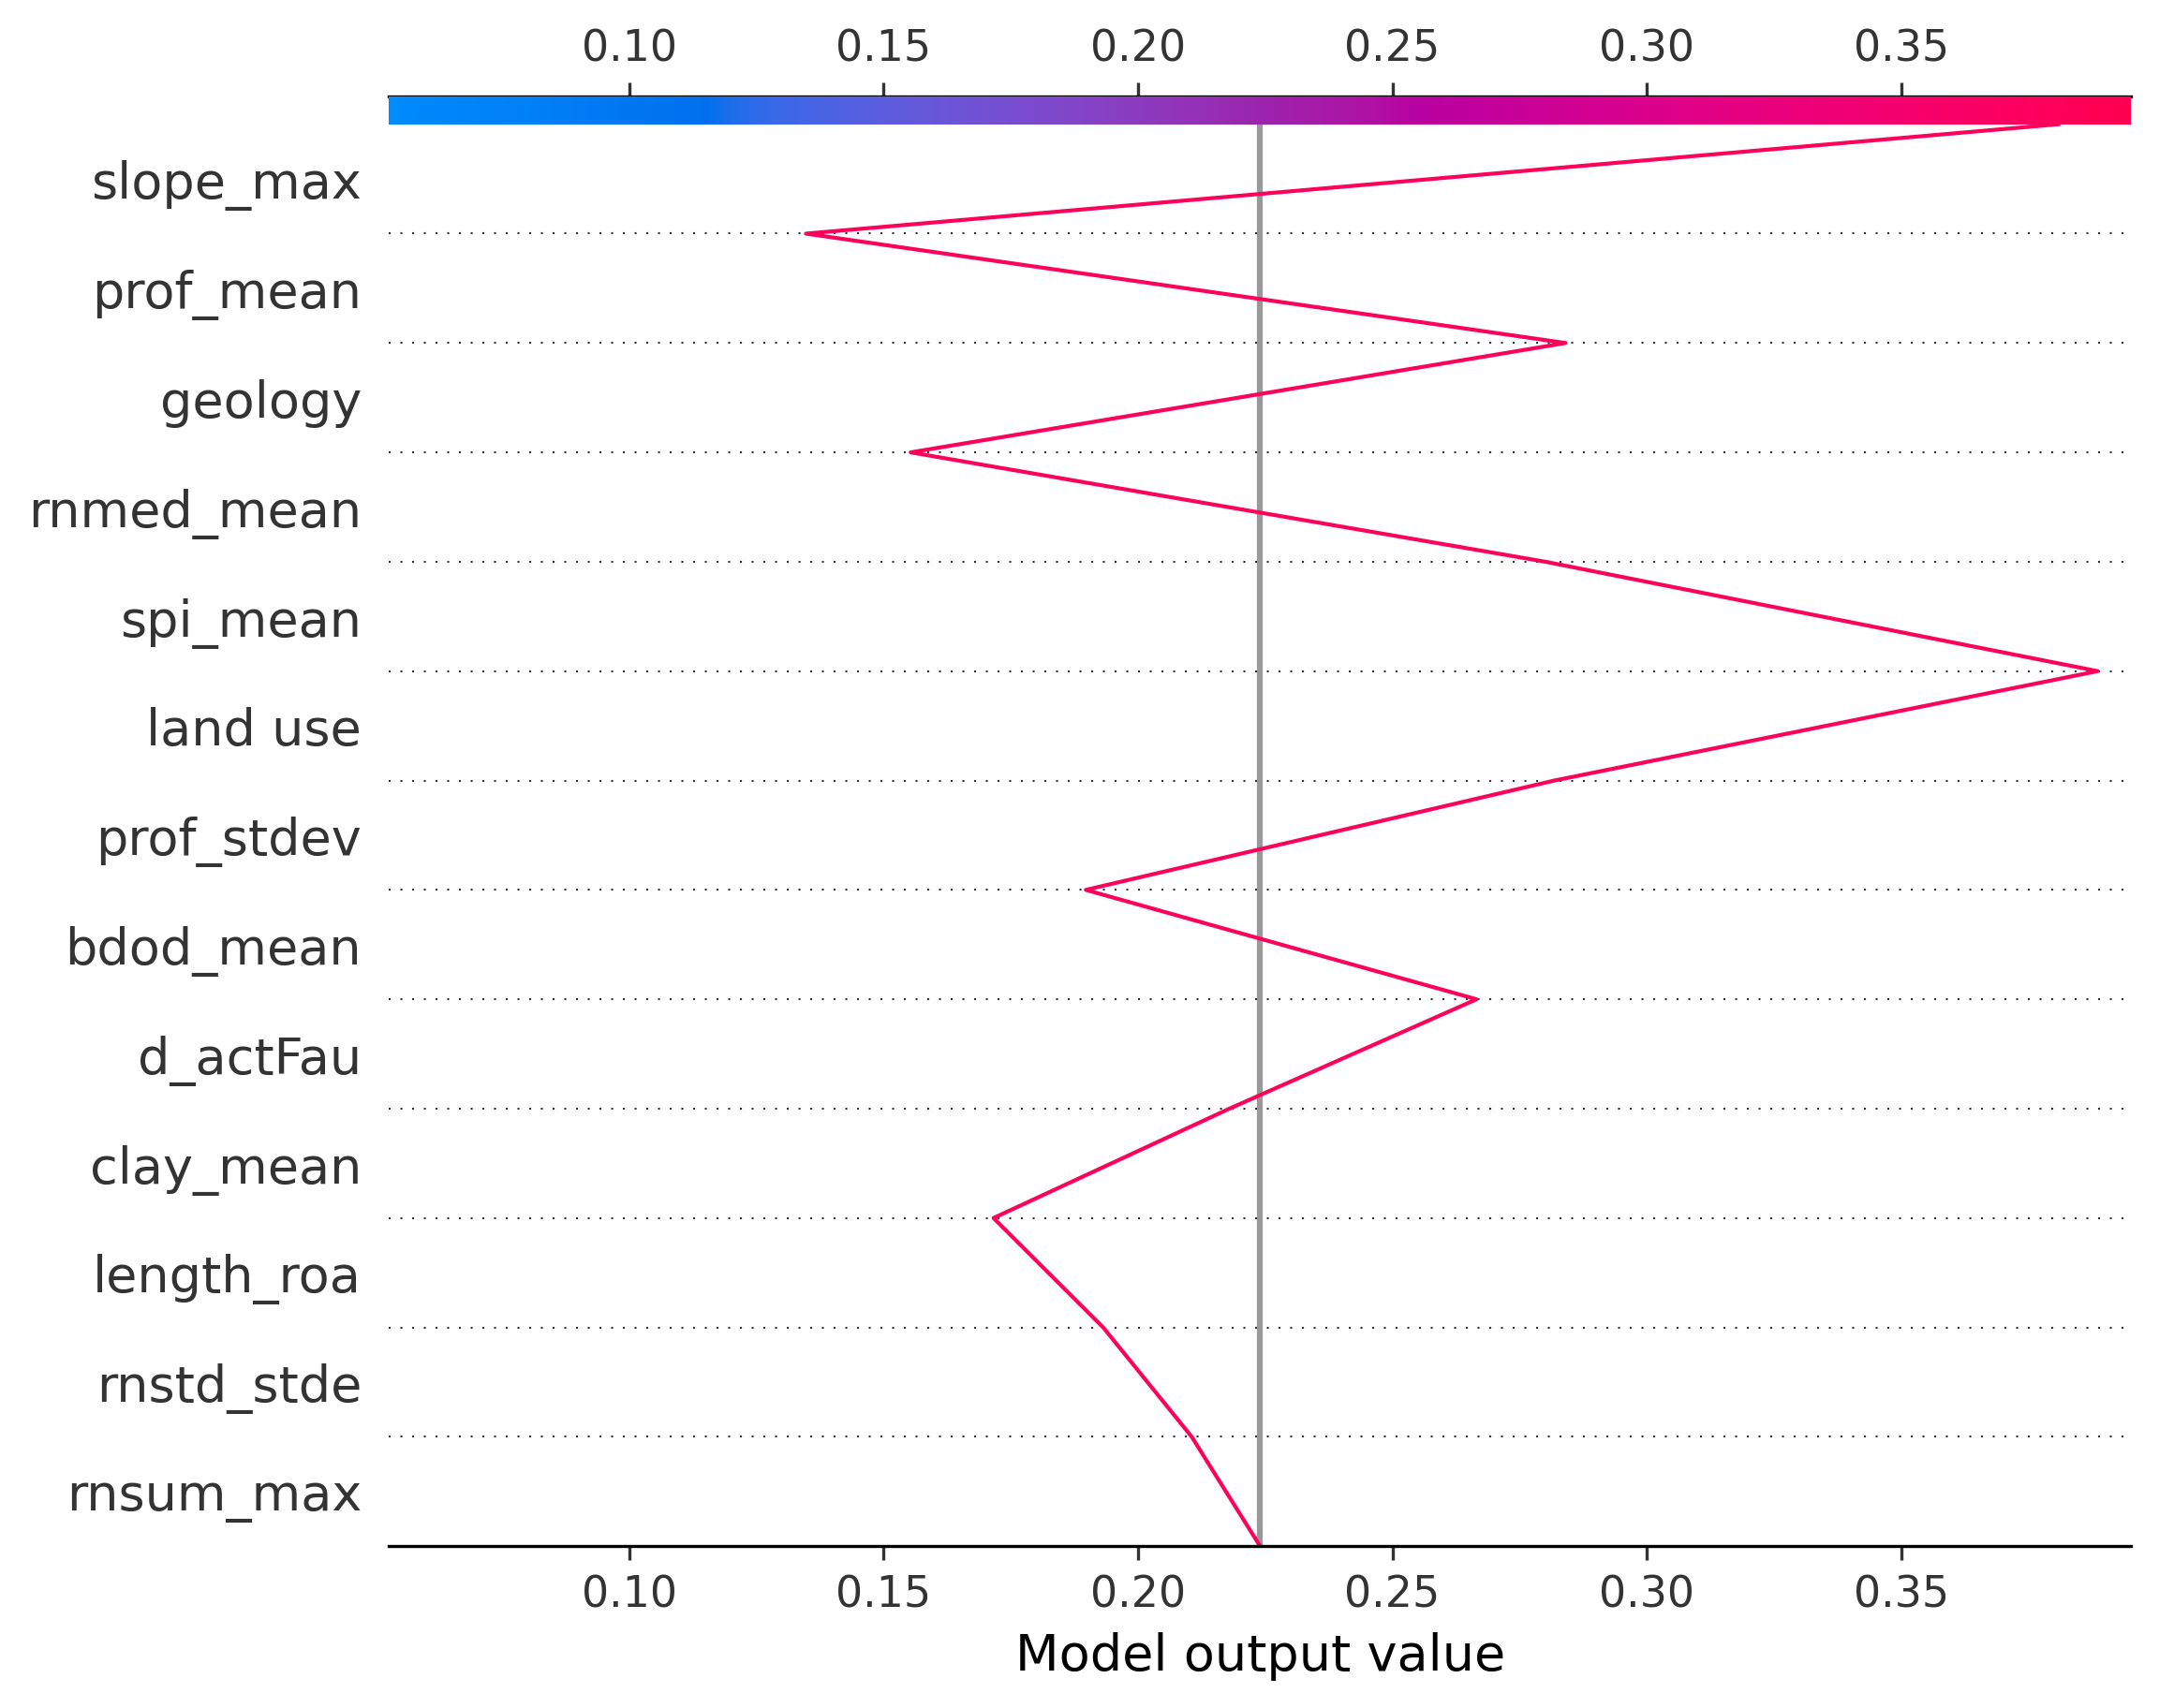 0.10 0.15 0.20 0.25 0.30 0.35
slope_max
prof_mean
geology
rnmed_mean
spi_mean
land use
prof_stdev
bdod_mean
d_actFau
clay_mean
length_roa
rnstd_stde
rnsum_max
0.10 0.15 0.20 0.25 0.30 0.35
Model output value